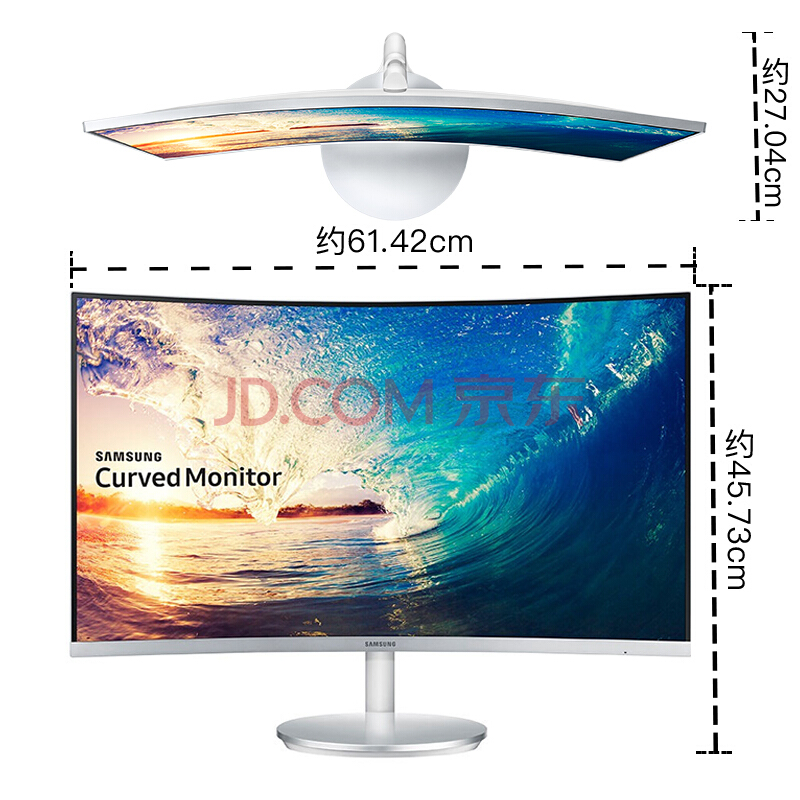 约27.04cm
约61.42cm
JD.COM 京东
SAMSUNG
Curved Monitor
约45.73cm
SAMSUNG